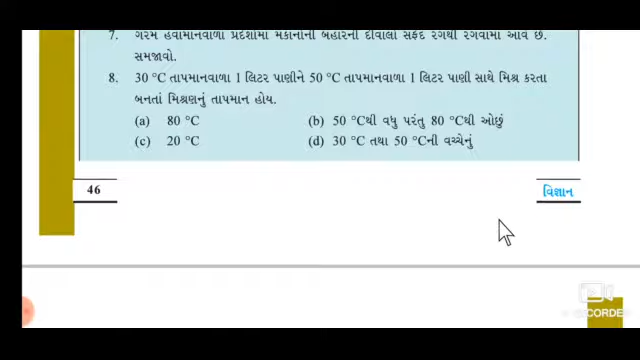 7. ગરમ હવામાનવાળા પ્રદેશોમાં મકાનોની બહારની દીવાલો સફેદ રંગથી રંગવામાં આવે છે.
સમજાવો.
8. 30 °C તાપમાનવાળા 1 લિટર પાણીને 50 °C તાપમાનવાળા 1 લિટર પાણી સાથે મિશ્ર કરતા
બનતાં મિશ્રણનું તાપમાન હોય.
(a) 80 °C (b) 50 °Cથી વધુ પરંતુ 80 °Cથી ઓછું
(c) 20 °C (d) 30 °C તથા 50 °Cની વચ્ચેનું
46 વિજ્ઞાન
RECORDER